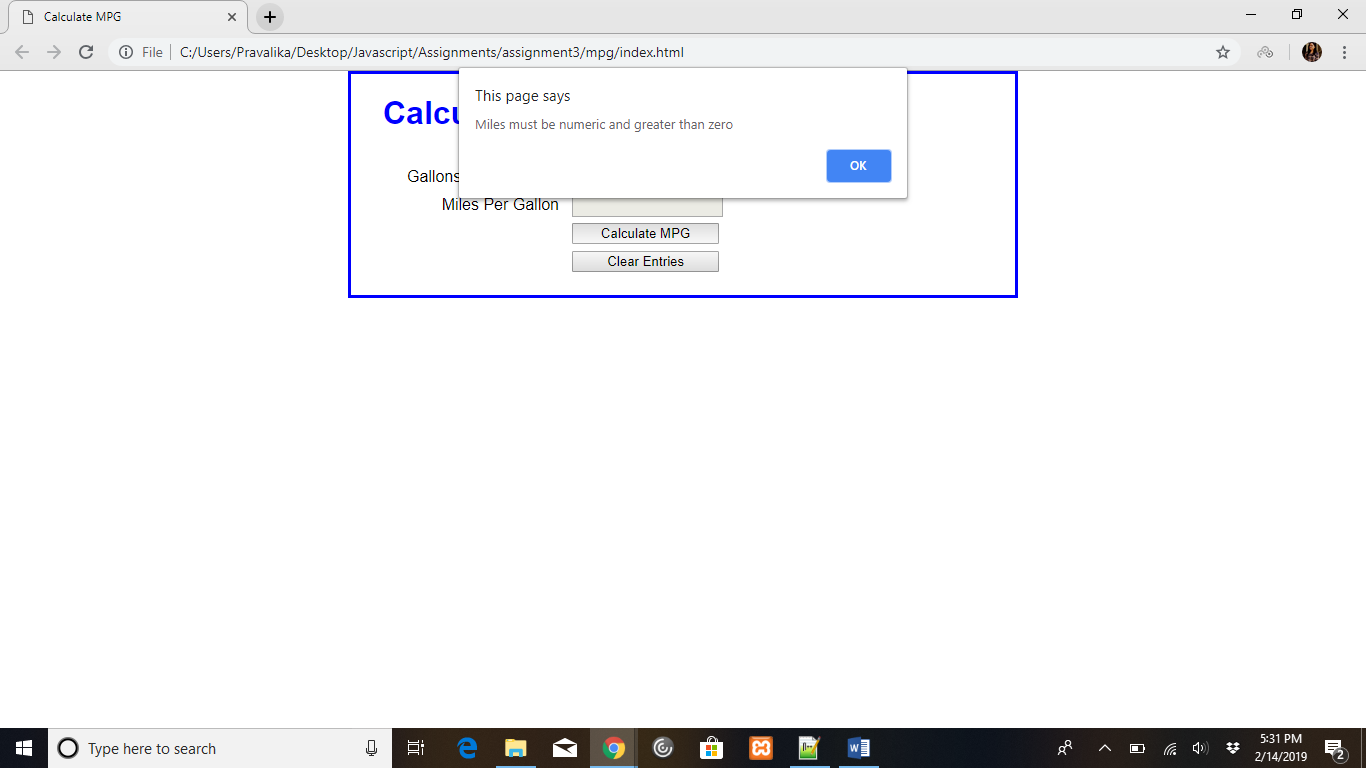 Calculate MPG
File
C:/Users/Pravalika/Desktop/Javascript/Assignments/assignment3/mpg/index.html
This page says
Miles must be numeric and greater than zero
OK
Calcu
Gallons
Miles Per Gallon
Calculate MPG
Clear Entries
Type here to search
5:31 PM
2/14/2019
2